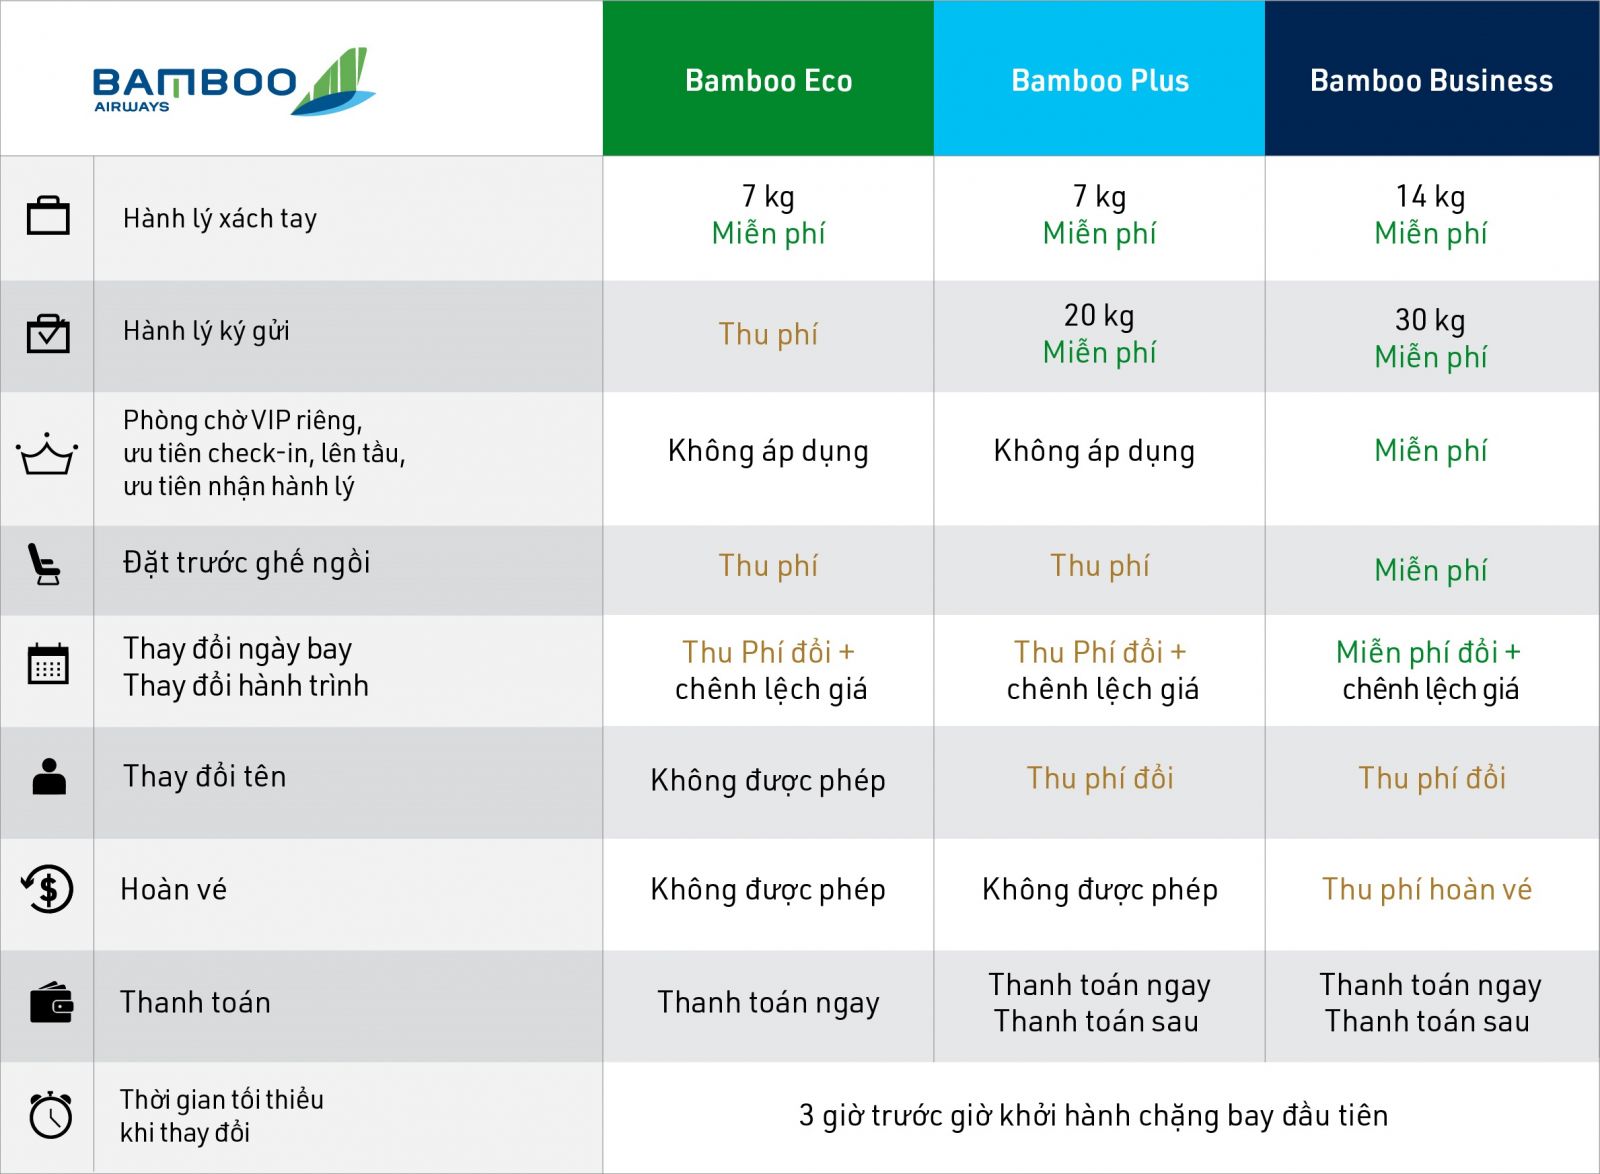 BAMBOO
AIRWAYS
Bamboo Eco
Bamboo Plus
Bamboo Business
Hành lý xách tay
7 kg
Miễn phí
7 kg
Miễn phí
14 kg
Miễn phí
Hành lý ký gửi
Thu phí
20 kg
Miễn phí
30 kg
Miễn phí
Phòng chờ VIP riêng,
ưu tiên check-in, lên tầu,
ưu tiên nhận hành lý
Không áp dụng
Không áp dụng
Miễn phí
Đặt trước ghế ngồi
Thu phí
Thu phí
Miễn phí
Thay đổi ngày bay
Thay đổi hành trình
Thu Phí đổi +
chênh lệch giá
Thu Phí đổi +
chênh lệch giá
Miễn phí đổi +
chênh lệch giá
Thay đổi tên
Không được phép
Thu phí đổi
Thu phí đổi
Hoàn vé
Không được phép
Không được phép
Thu phí hoàn vé
Thanh toán
Thanh toán ngay
Thanh toán ngay
Thanh toán sau
Thanh toán ngay
Thanh toán sau
Thời gian tối thiểu
khi thay đổi
3 giờ trước giờ khởi hành chặng bay đầu tiên